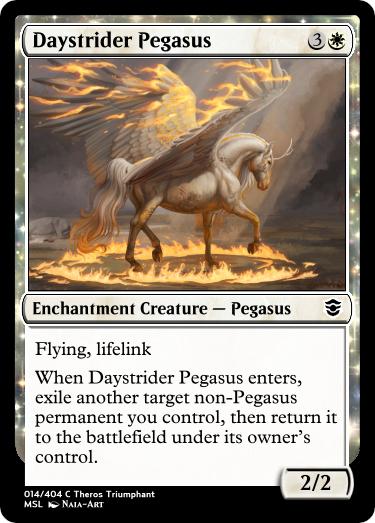 Daystrider Pegasus 3
Enchantment Creature — Pegasus
Flying, lifelink
When Daystrider Pegasus enters,
exile another target non-Pegasus
permanent you control, then return it
to the battlefield under its owner's
control.
2/2
014/404 C Theros Triumphant
MSL Naia-Art